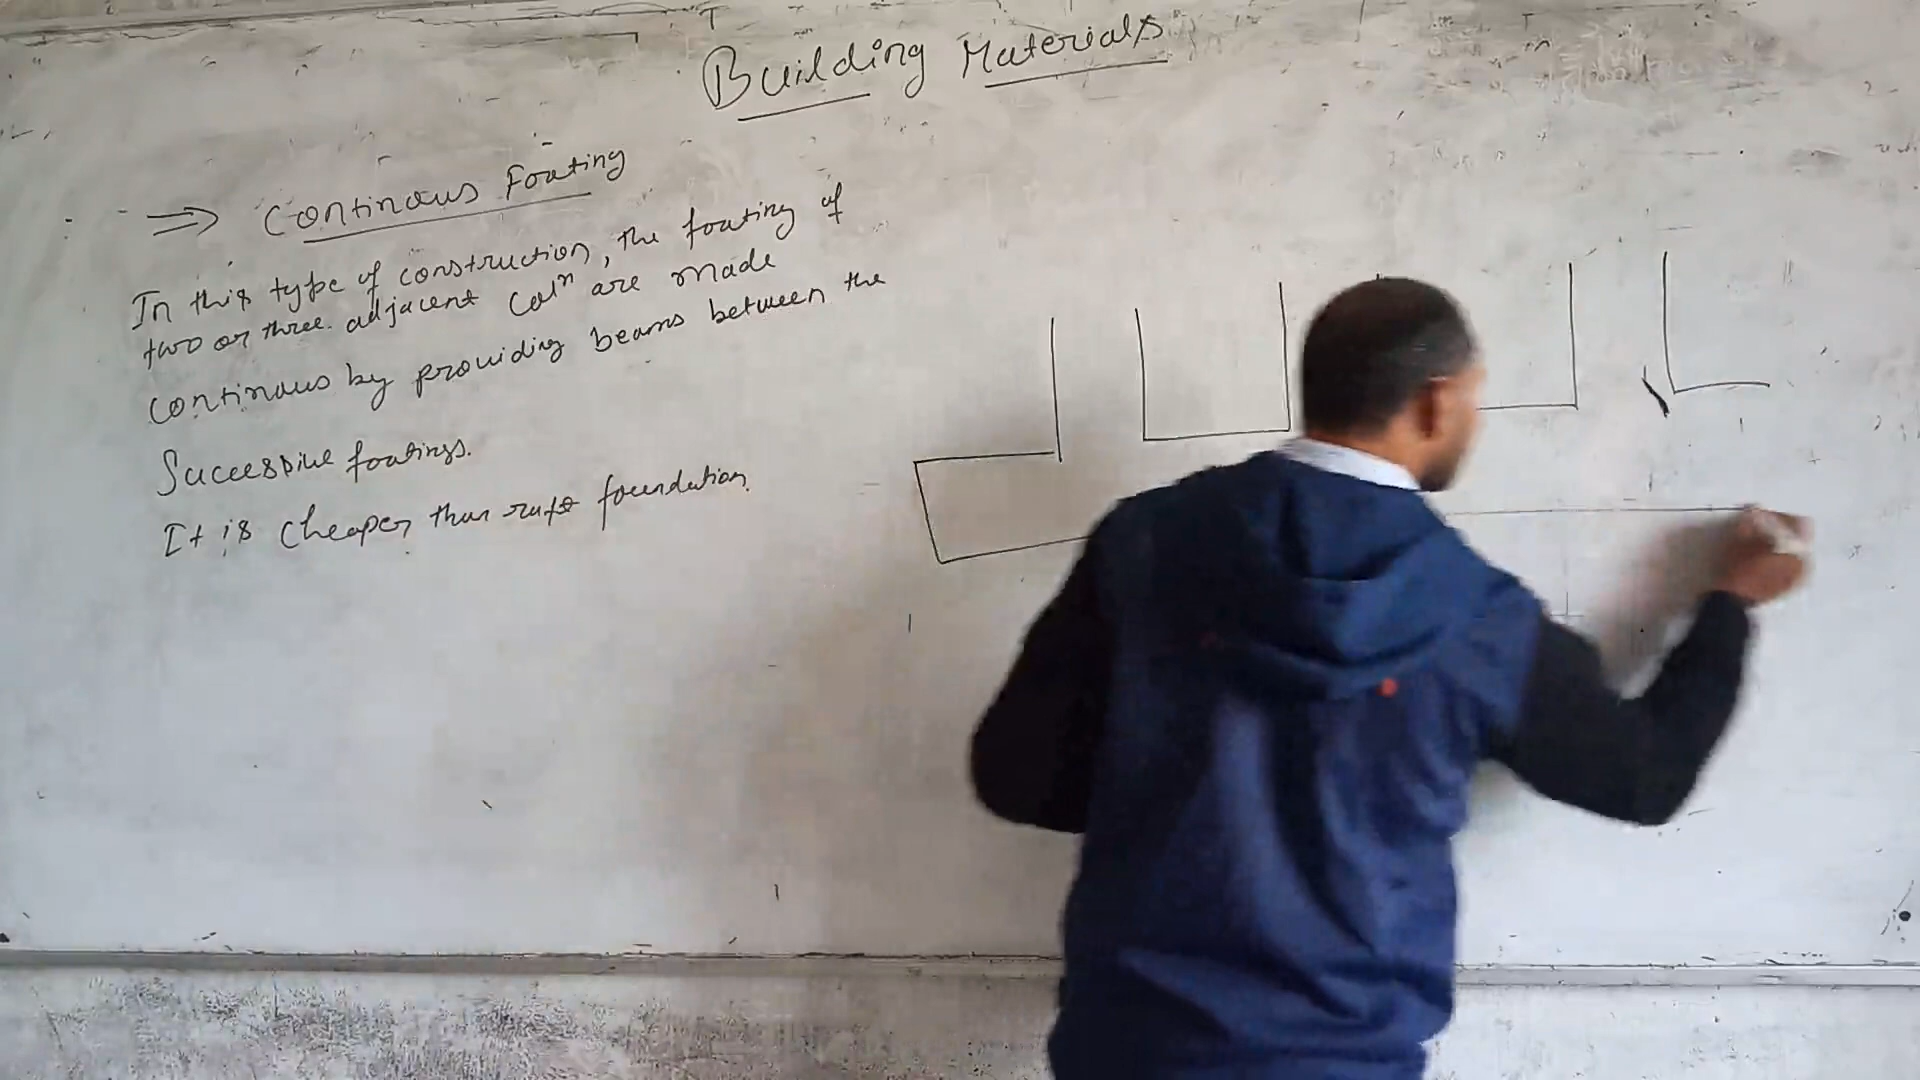 Building Materials
⇒ Continous Footing
In this type of construction, the footing of
two or three adjacent colⁿ are made
continous by providing beams between the
Successive footings.
It is cheaper than raft foundation.